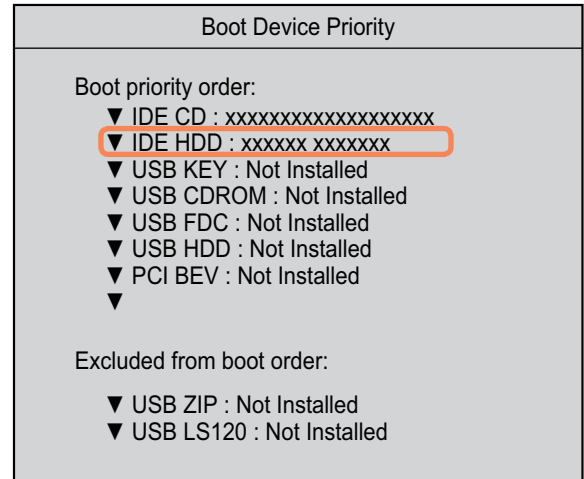 Boot Device Priority
Boot priority order:
▼ IDE CD : xxxxxxxxxxxxxxxxxxx
▼ IDE HDD : xxxxxx xxxxxxx
▼ USB KEY : Not Installed
▼ USB CDROM : Not Installed
▼ USB FDC : Not Installed
▼ USB HDD : Not Installed
▼ PCI BEV : Not Installed
▼
Excluded from boot order:
▼ USB ZIP : Not Installed
▼ USB LS120 : Not Installed